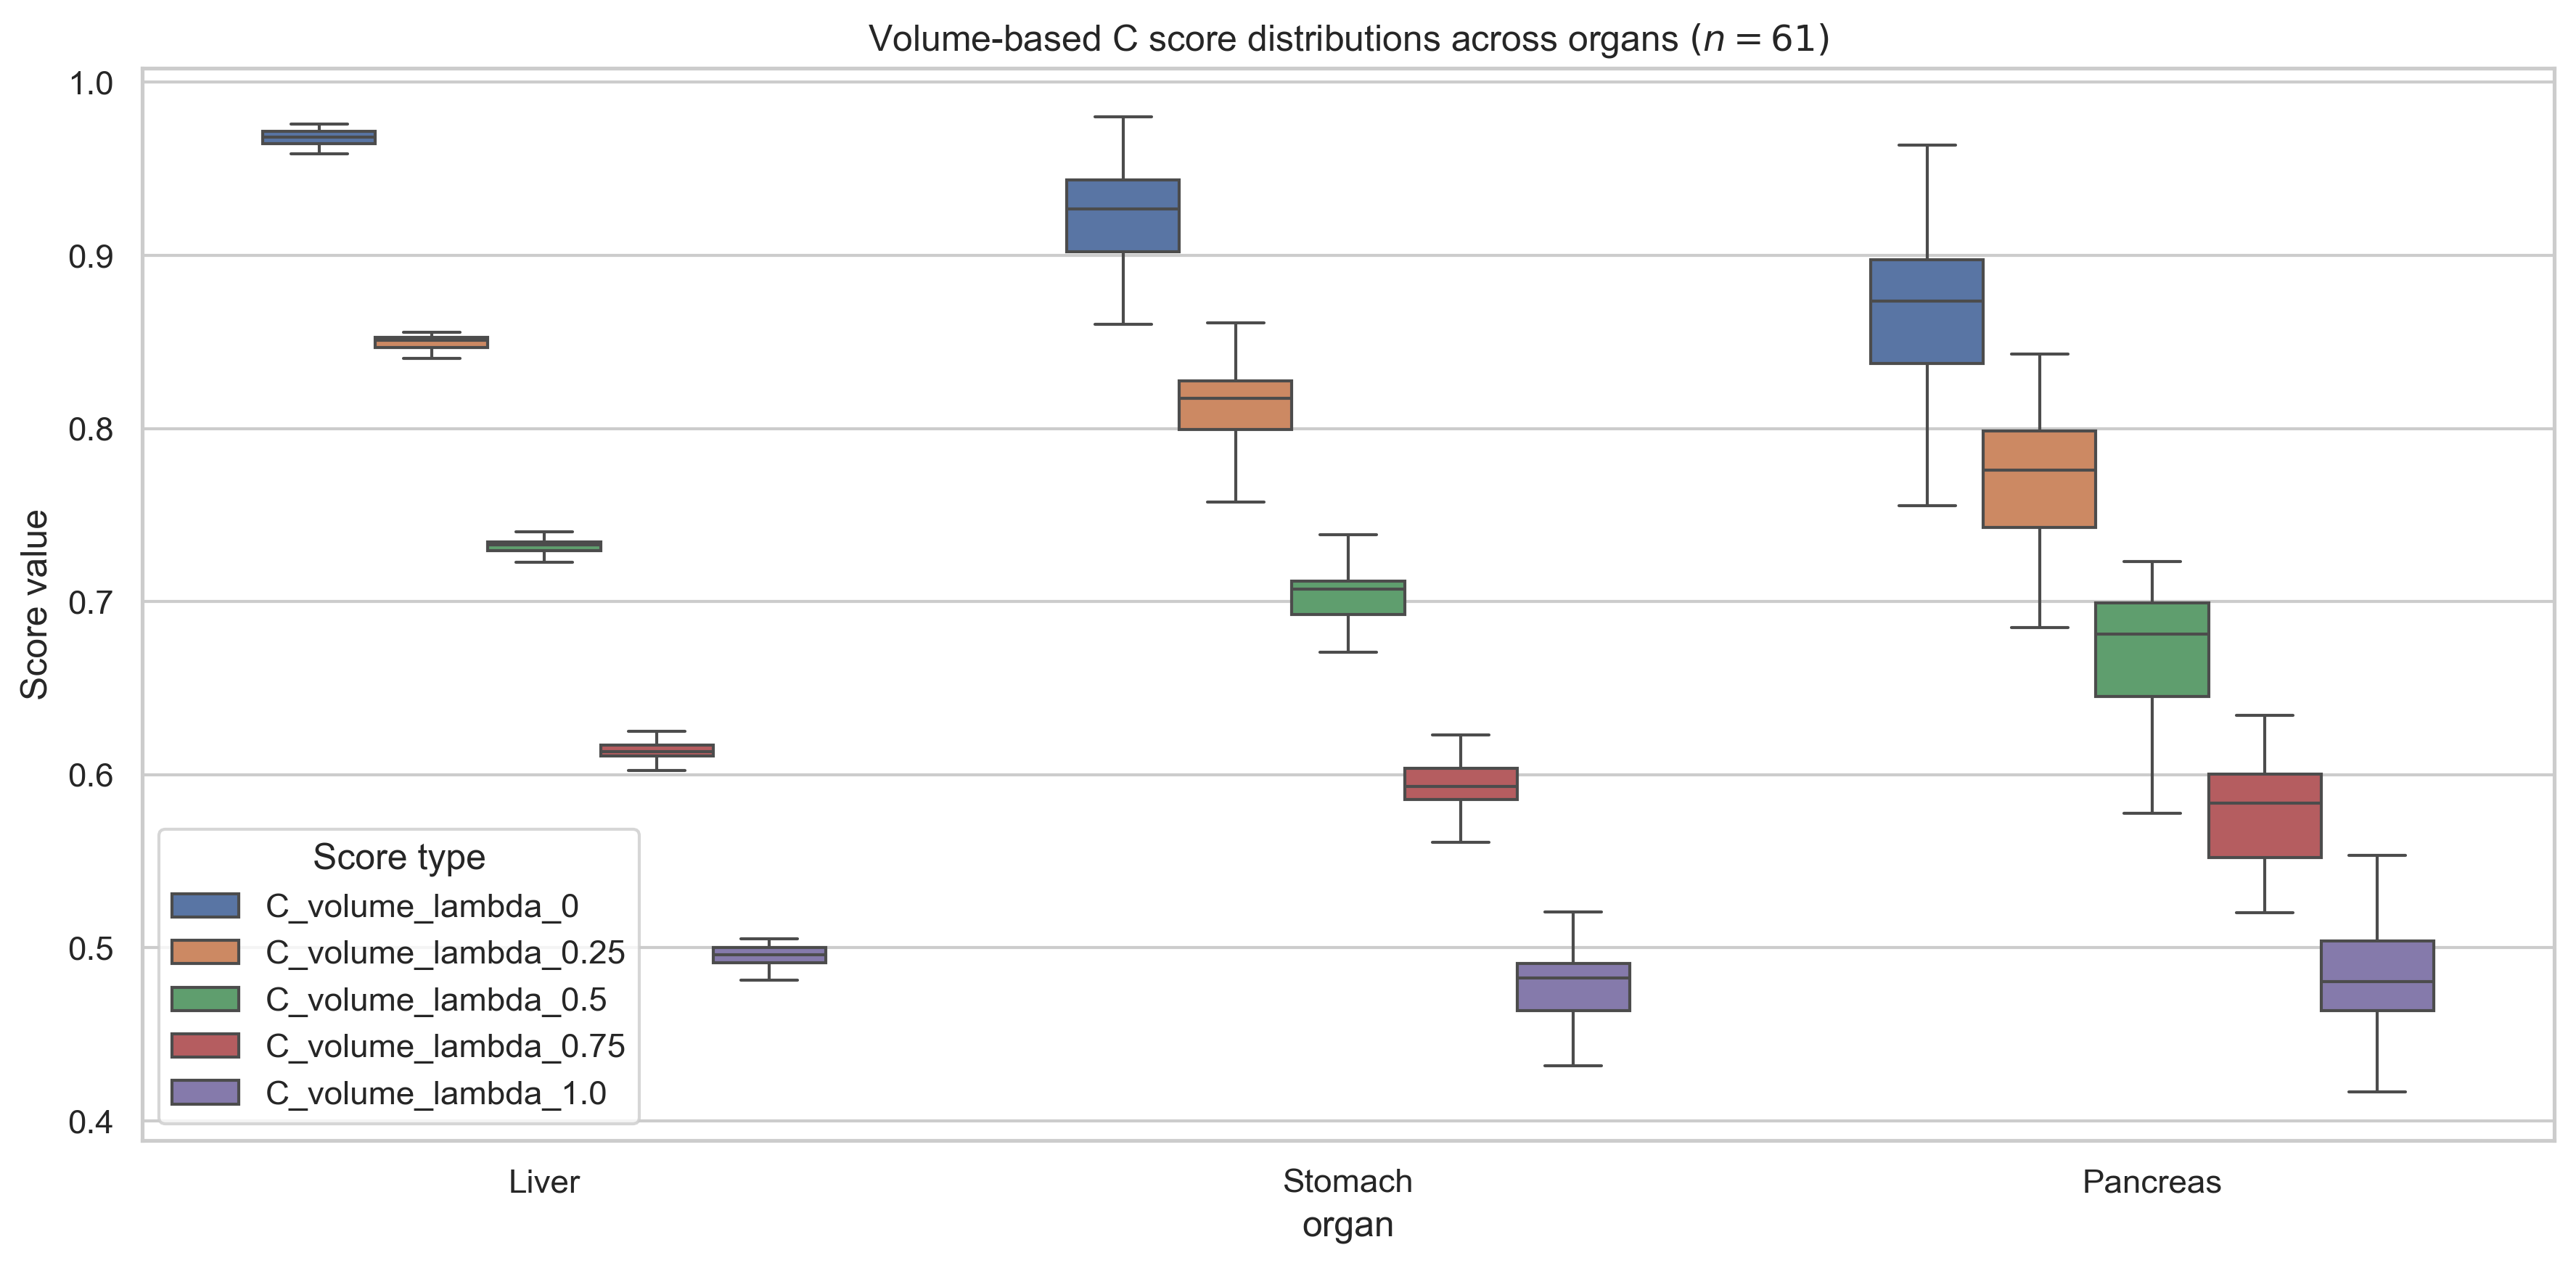 Volume-based C score distributions across organs (n = 61)
1.0
0.9
0.8
0.7
0.6
0.5
0.4
Score value
Score type
C_volume_lambda_0
C_volume_lambda_0.25
C_volume_lambda_0.5
C_volume_lambda_0.75
C_volume_lambda_1.0
Liver
Stomach
Pancreas
organ